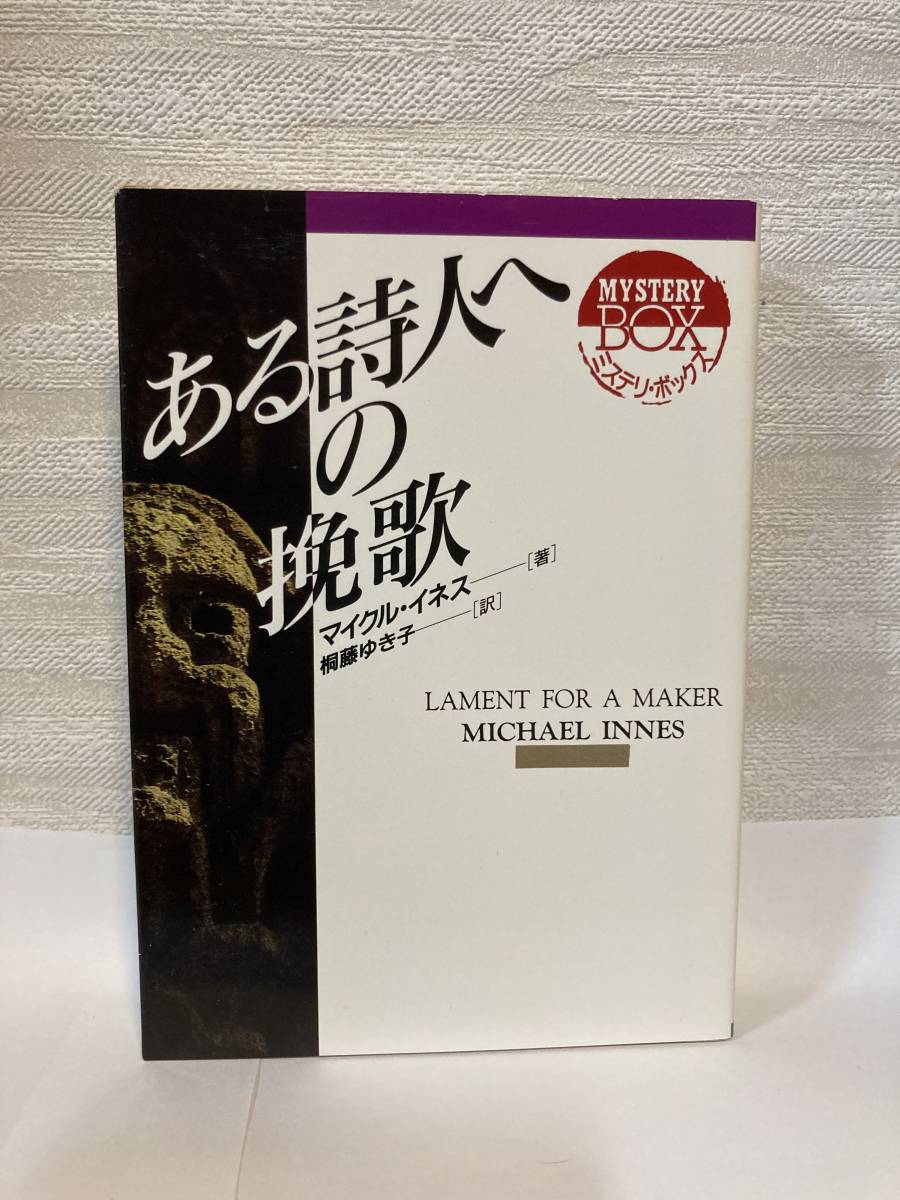 ある詩人へ
の
挽歌
マイクル・イネス——[著]
桐藤ゆき子——[訳]
MYSTERY
BOX
ミステリ・ボックス
LAMENT FOR A MAKER
MICHAEL INNES